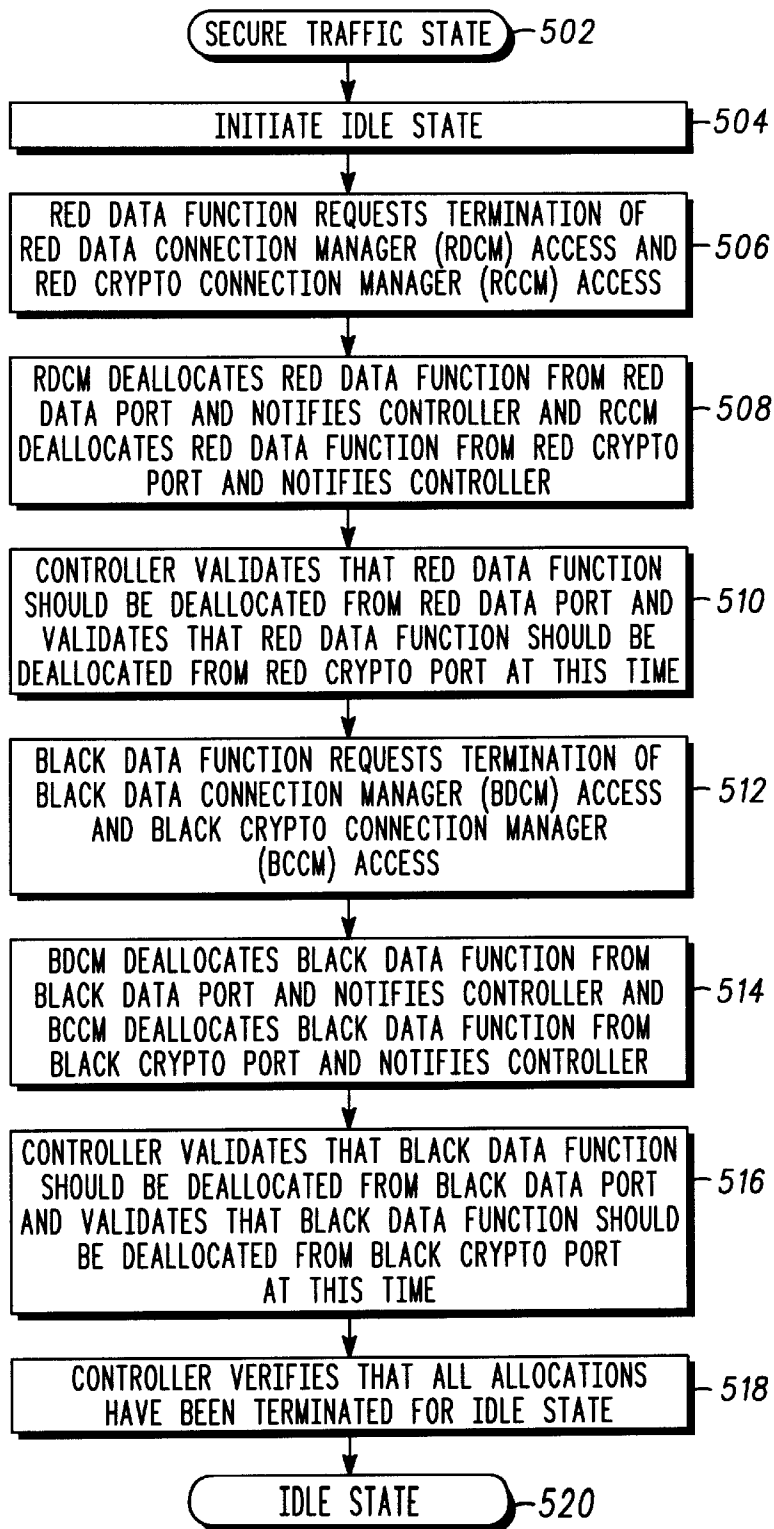 SECURE TRAFFIC STATE 502
INITIATE IDLE STATE 504
RED DATA FUNCTION REQUESTS TERMINATION OF
RED DATA CONNECTION MANAGER (RDCM) ACCESS AND
RED CRYPTO CONNECTION MANAGER (RCCM) ACCESS
506
RDCM DEALLOCATES RED DATA FUNCTION FROM RED
DATA PORT AND NOTIFIES CONTROLLER AND RCCM
DEALLOCATES RED DATA FUNCTION FROM RED CRYPTO
PORT AND NOTIFIES CONTROLLER
508
CONTROLLER VALIDATES THAT RED DATA FUNCTION
SHOULD BE DEALLOCATED FROM RED DATA PORT AND
VALIDATES THAT RED DATA FUNCTION SHOULD BE
DEALLOCATED FROM RED CRYPTO PORT AT THIS TIME
510
BLACK DATA FUNCTION REQUESTS TERMINATION OF
BLACK DATA CONNECTION MANAGER (BDCM) ACCESS
AND BLACK CRYPTO CONNECTION MANAGER
(BCCM) ACCESS
512
BDCM DEALLOCATES BLACK DATA FUNCTION FROM
BLACK DATA PORT AND NOTIFIES CONTROLLER AND
BCCM DEALLOCATES BLACK DATA FUNCTION FROM
BLACK CRYPTO PORT AND NOTIFIES CONTROLLER
514
CONTROLLER VALIDATES THAT BLACK DATA FUNCTION
SHOULD BE DEALLOCATED FROM BLACK DATA PORT
AND VALIDATES THAT BLACK DATA FUNCTION SHOULD
BE DEALLOCATED FROM BLACK CRYPTO PORT
AT THIS TIME
516
CONTROLLER VERIFIES THAT ALL ALLOCATIONS
HAVE BEEN TERMINATED FOR IDLE STATE
518
IDLE STATE 520